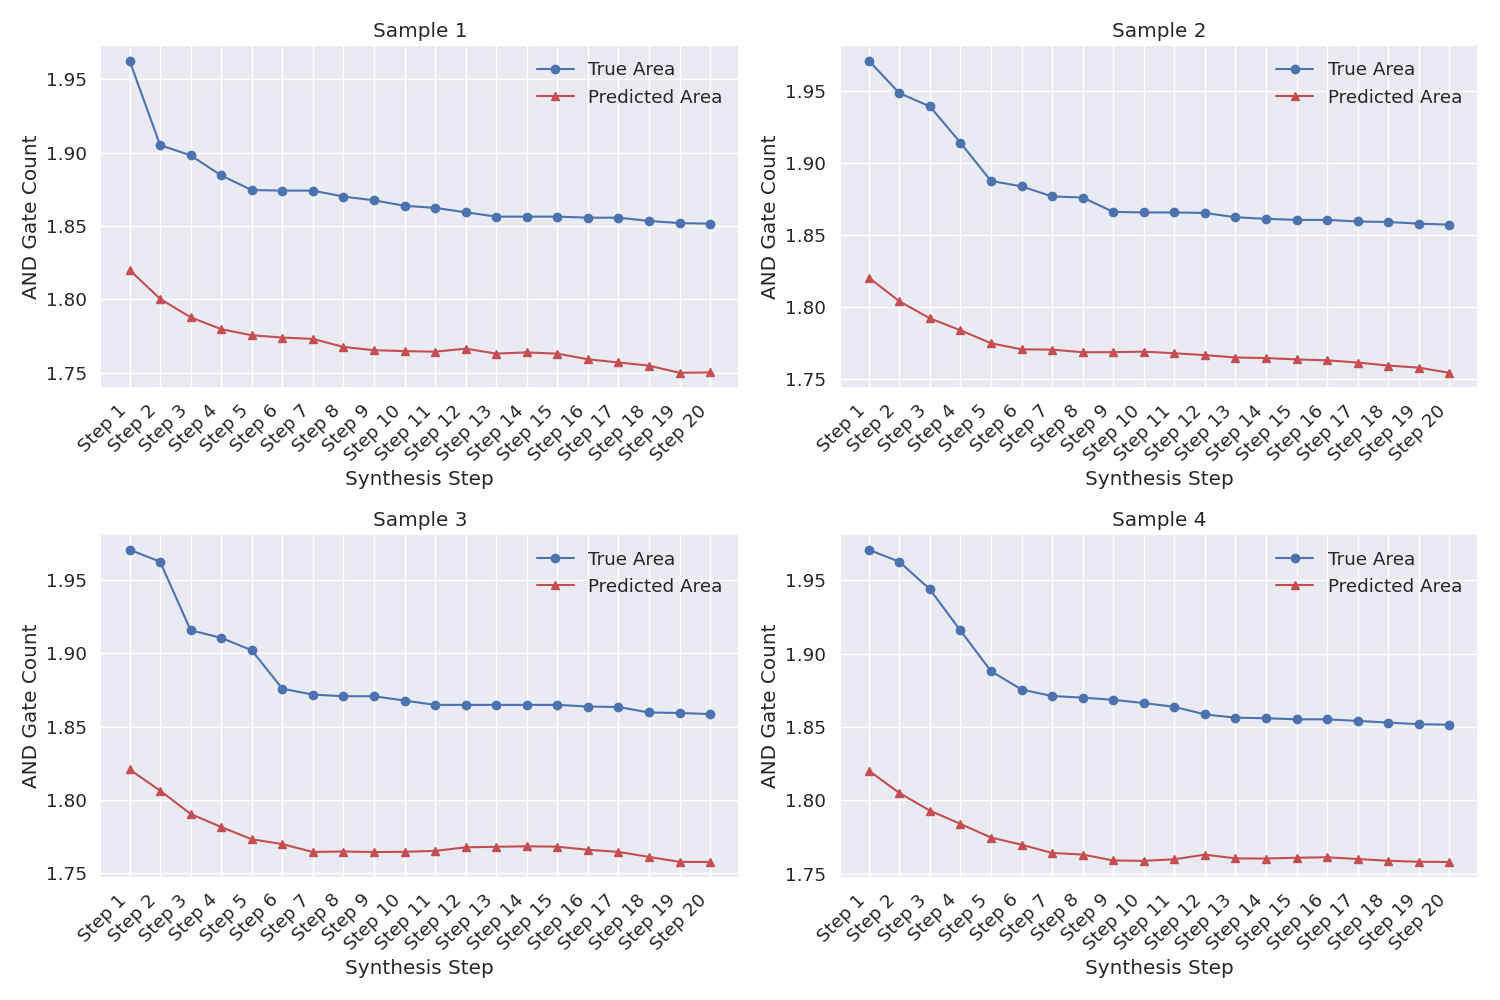 Sample 1
True Area
Predicted Area
AND Gate Count
1.95
1.90
1.85
1.80
1.75
Step 1
Step 2
Step 3
Step 4
Step 5
Step 6
Step 7
Step 8
Step 9
Step 10
Step 11
Step 12
Step 13
Step 14
Step 15
Step 16
Step 17
Step 18
Step 19
Step 20
Synthesis Step
Sample 2
True Area
Predicted Area
AND Gate Count
1.95
1.90
1.85
1.80
1.75
Step 1
Step 2
Step 3
Step 4
Step 5
Step 6
Step 7
Step 8
Step 9
Step 10
Step 11
Step 12
Step 13
Step 14
Step 15
Step 16
Step 17
Step 18
Step 19
Step 20
Synthesis Step
Sample 3
True Area
Predicted Area
AND Gate Count
1.95
1.90
1.85
1.80
1.75
Step 1
Step 2
Step 3
Step 4
Step 5
Step 6
Step 7
Step 8
Step 9
Step 10
Step 11
Step 12
Step 13
Step 14
Step 15
Step 16
Step 17
Step 18
Step 19
Step 20
Synthesis Step
Sample 4
True Area
Predicted Area
AND Gate Count
1.95
1.90
1.85
1.80
1.75
Step 1
Step 2
Step 3
Step 4
Step 5
Step 6
Step 7
Step 8
Step 9
Step 10
Step 11
Step 12
Step 13
Step 14
Step 15
Step 16
Step 17
Step 18
Step 19
Step 20
Synthesis Step